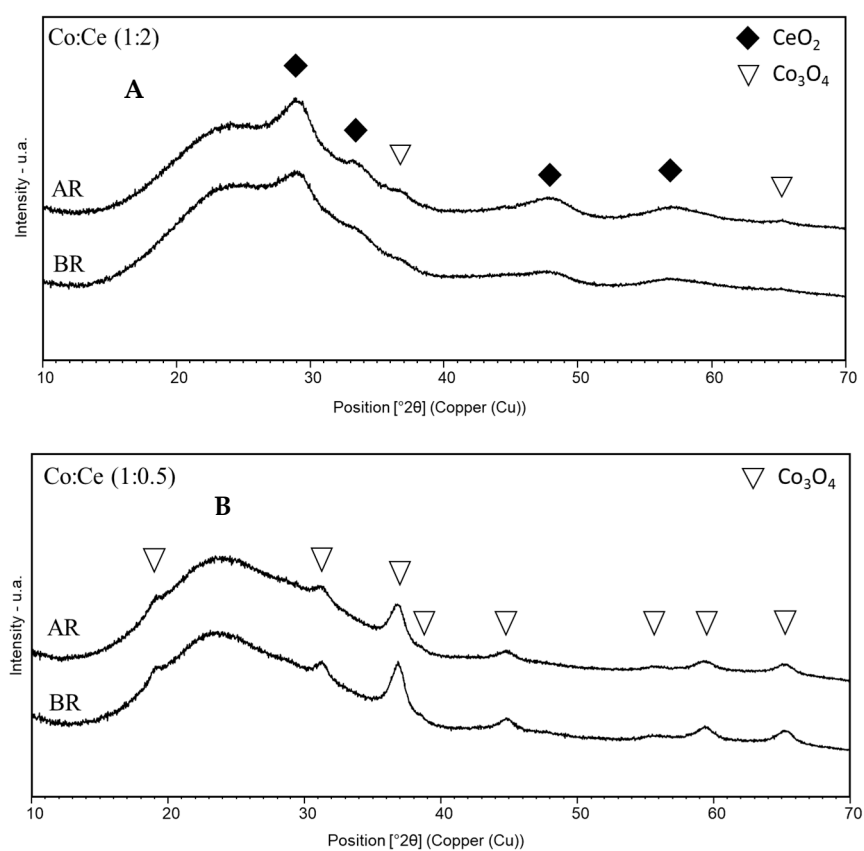 Co:Ce (1:2)
CeO₂
Co₃O₄
A
AR
BR
Intensity - u.a.
10 20 30 40 50 60 70
Position [°2θ] (Copper (Cu))
Co:Ce (1:0.5)
Co₃O₄
B
AR
BR
Intensity - u.a.
10 20 30 40 50 60 70
Position [°2θ] (Copper (Cu))